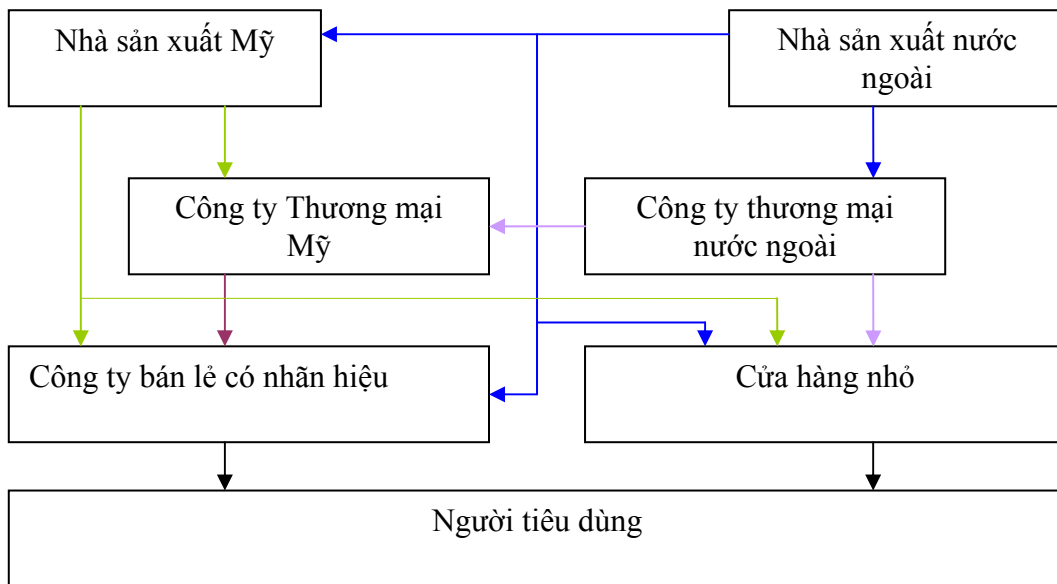 Nhà sản xuất Mỹ
Nhà sản xuất nước
ngoài
Công ty Thương mại
Mỹ
Công ty thương mại
nước ngoài
Công ty bán lẻ có nhãn hiệu
Cửa hàng nhỏ
Người tiêu dùng